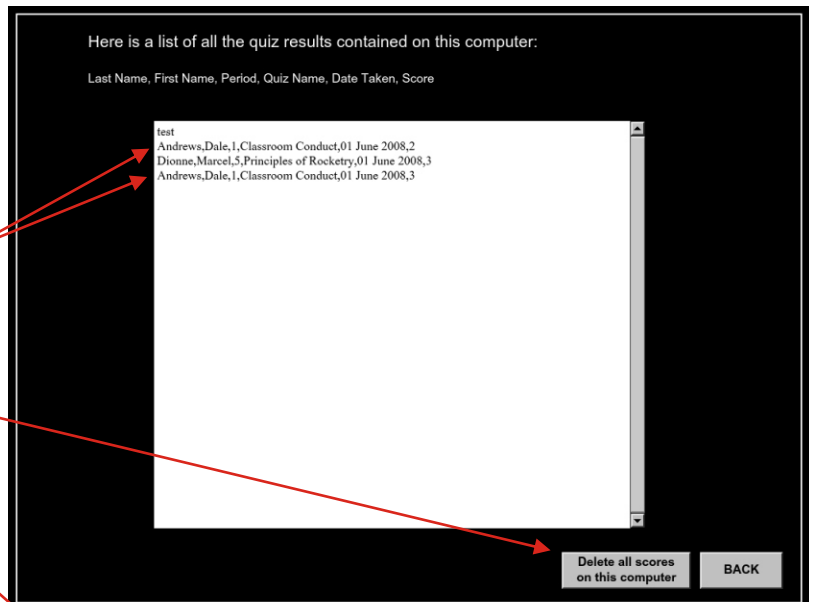 Here is a list of all the quiz results contained on this computer:
Last Name, First Name, Period, Quiz Name, Date Taken, Score
test
Andrews,Dale,1,Classroom Conduct,01 June 2008,2
Dionne,Marcel,5,Principles of Rocketry,01 June 2008,3
Andrews,Dale,1,Classroom Conduct,01 June 2008,3
Delete all scores
on this computer
BACK